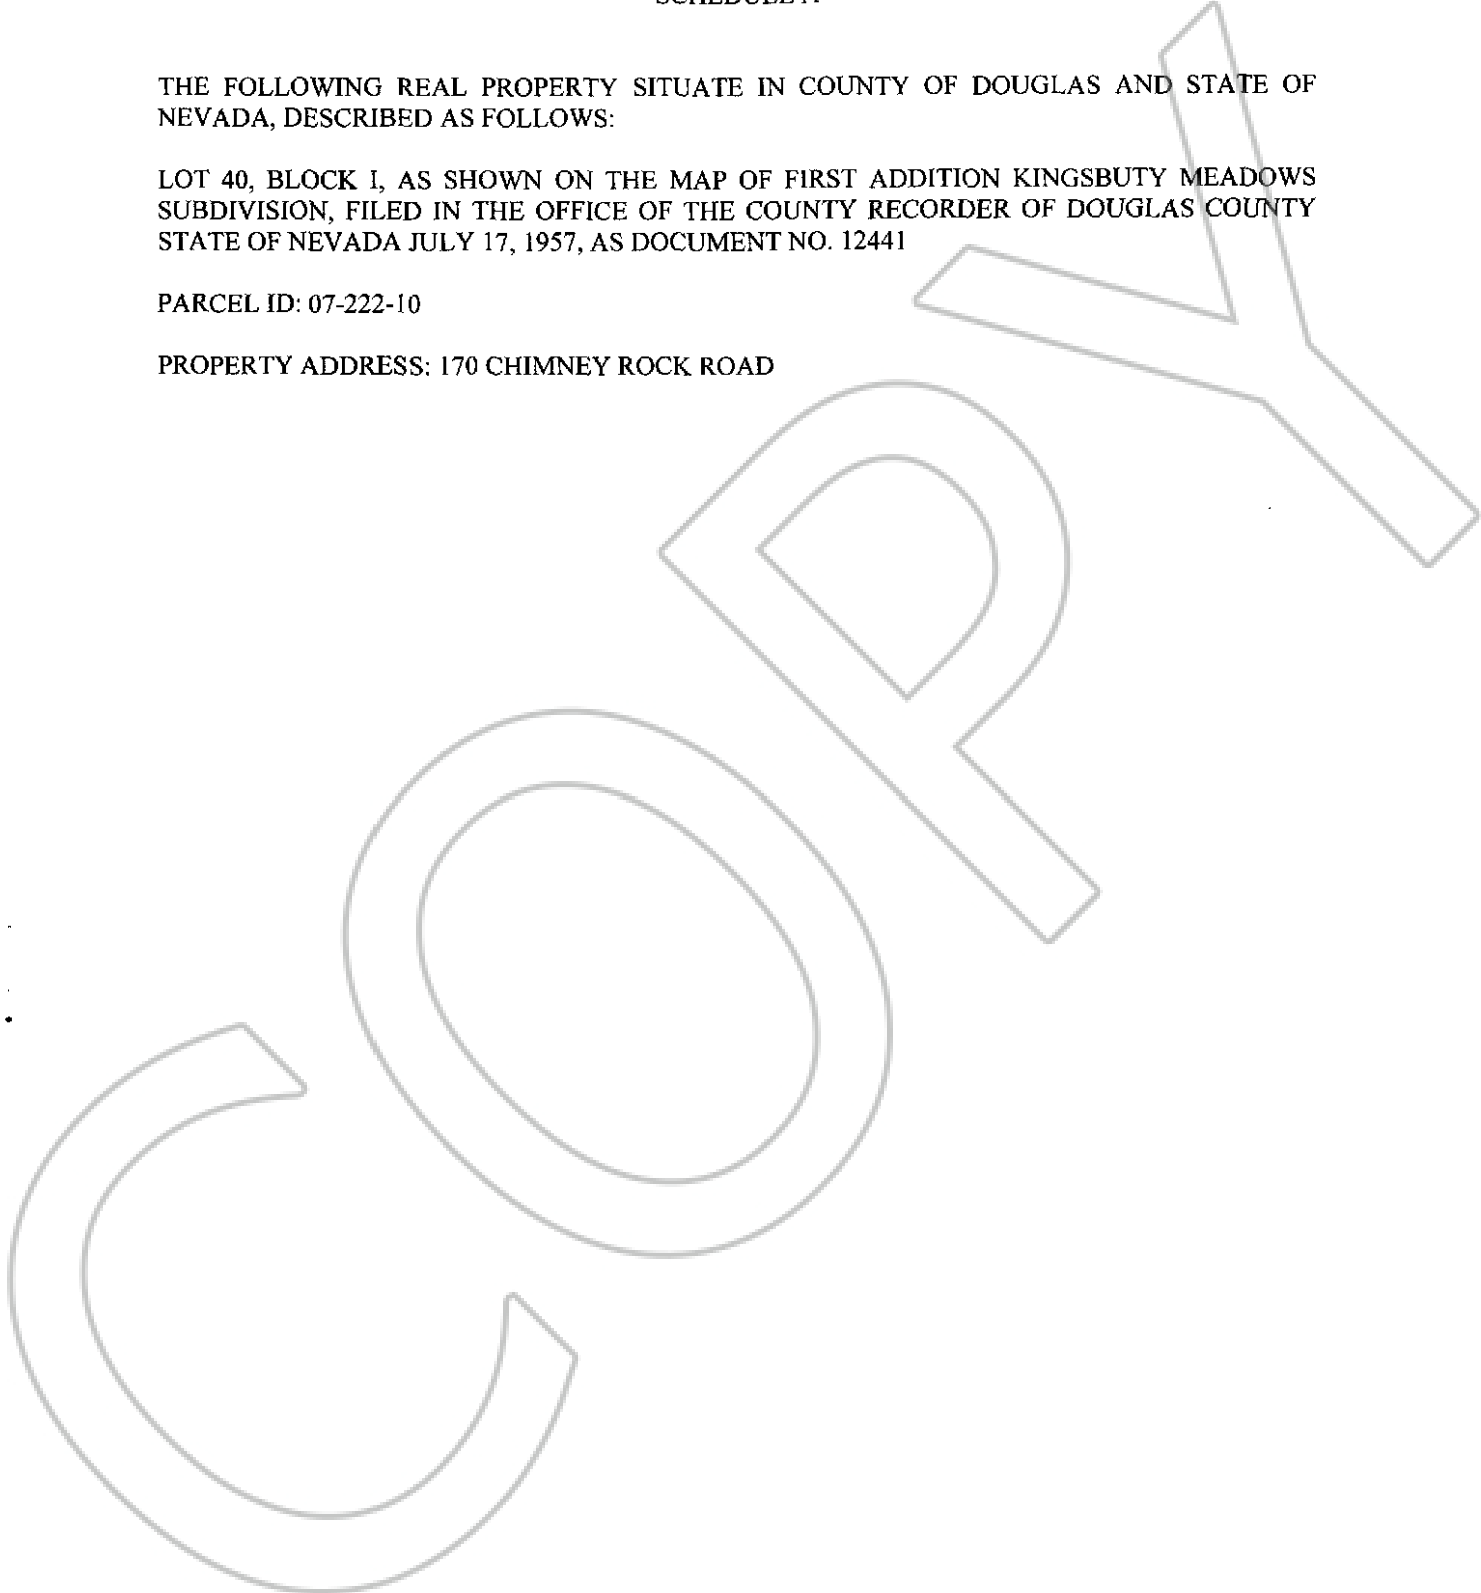 SCHEDULE A
THE FOLLOWING REAL PROPERTY SITUATE IN COUNTY OF DOUGLAS AND STATE OF
NEVADA, DESCRIBED AS FOLLOWS:
LOT 40, BLOCK I, AS SHOWN ON THE MAP OF FIRST ADDITION KINGSBUTY MEADOWS
SUBDIVISION, FILED IN THE OFFICE OF THE COUNTY RECORDER OF DOUGLAS COUNTY
STATE OF NEVADA JULY 17, 1957, AS DOCUMENT NO. 12441
PARCEL ID: 07-222-10
PROPERTY ADDRESS: 170 CHIMNEY ROCK ROAD
COPY